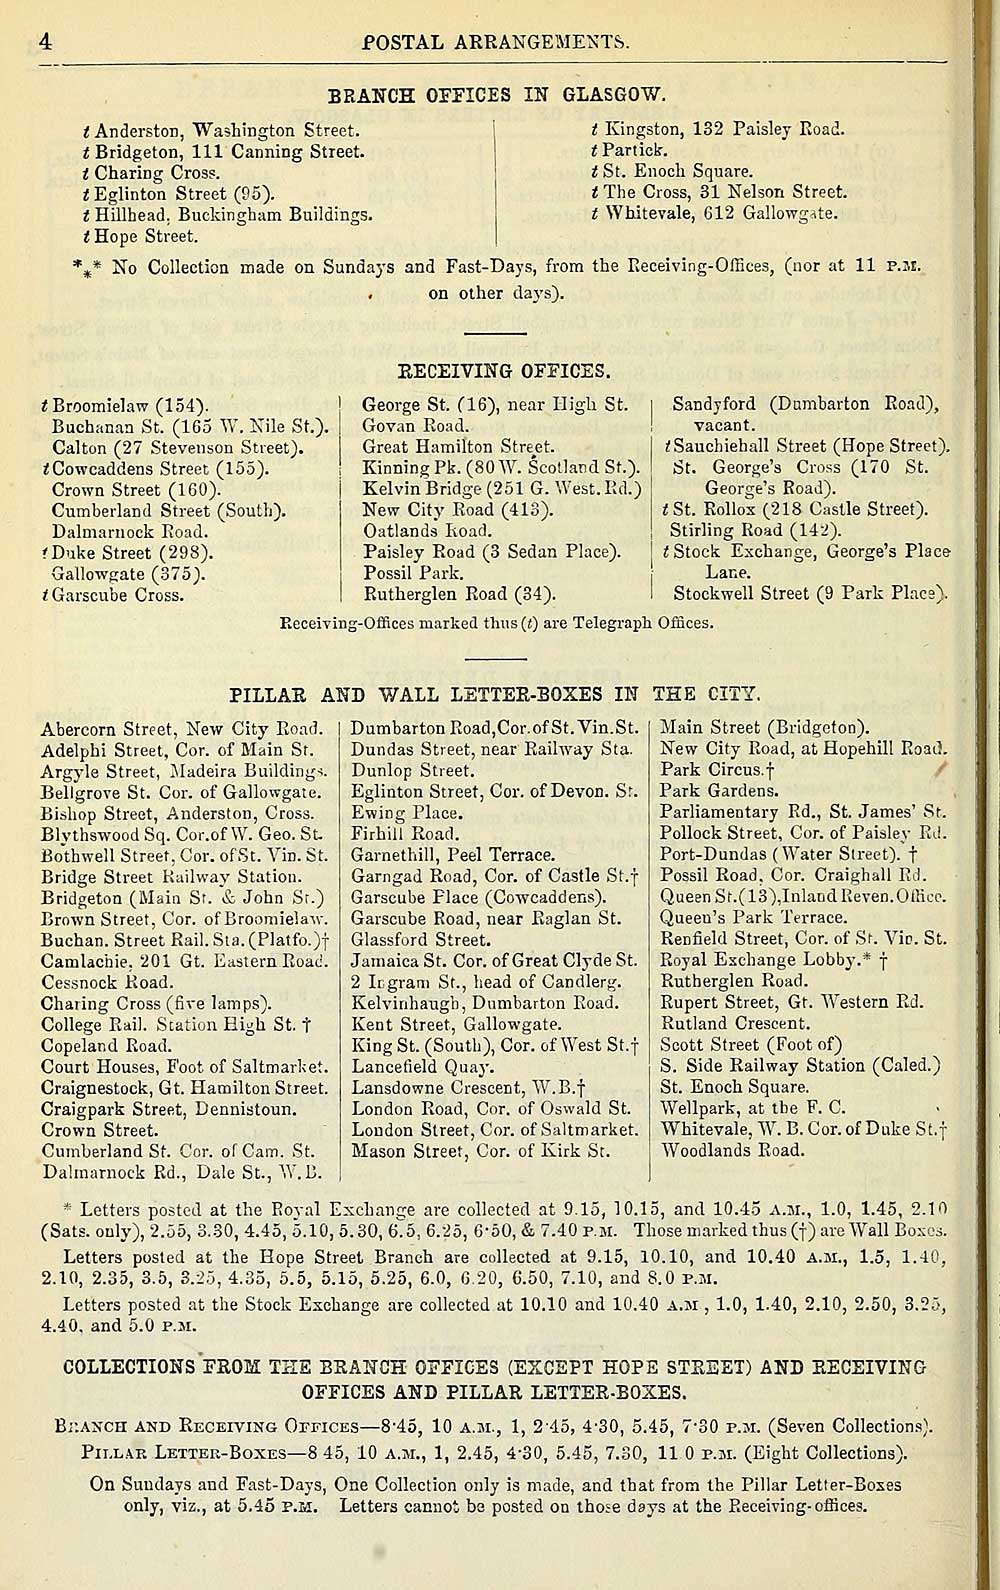 4
POSTAL ARRANGEMENTS.
BRANCH OFFICES IN GLASGOW.
t Anderston, Washington Street.
t Bridgeton, 111 Canning Street.
t Charing Cross.
t Eglinton Street (95).
t Hillhead, Buckingham Buildings.
t Hope Street.
t Kingston, 132 Paisley Road.
t Partick.
t St. Enoch Square.
t The Cross, 31 Nelson Street.
t Whitevale, 612 Gallowgate.
*** No Collection made on Sundays and Fast-Days, from the Receiving-Offices, (nor at 11 P.M.
on other days).
RECEIVING OFFICES.
t Broomielaw (154).
Buchanan St. (165 W. Nile St.).
Calton (27 Stevenson Street).
t Cowcaddens Street (155).
Crown Street (160).
Cumberland Street (South).
Dalmarnock Road.
t Duke Street (298).
Gallowgate (375).
t Garscube Cross.
George St. (16), near High St.
Govan Road.
Great Hamilton Street.
Kinning Pk. (80 W. Scotland St.).
Kelvin Bridge (251 G. West. Rd.)
New City Road (413).
Oatlands Road.
Paisley Road (3 Sedan Place).
Possil Park.
Rutherglen Road (34).
Sandyford (Dumbarton Road),
vacant.
t Sauchiehall Street (Hope Street).
St. George's Cross (170 St.
George's Road).
t St. Rollox (218 Castle Street).
Stirling Road (142).
t Stock Exchange, George's Place
Lane.
Stockwell Street (9 Park Place).
Receiving-Offices marked thus (t) are Telegraph Offices.
PILLAR AND WALL LETTER-BOXES IN THE CITY.
Abercorn Street, New City Road.
Adelphi Street, Cor. of Main St.
Argyle Street, Madeira Buildings.
Bellgrove St. Cor. of Gallowgate.
Bishop Street, Anderston, Cross.
Blythswood Sq. Cor. of W. Geo. St.
Bothwell Street, Cor. of St. Vin. St.
Bridge Street Railway Station.
Bridgeton (Main St. & John St.)
Brown Street, Cor. of Broomielaw.
Buchan. Street Rail. Sta. (Platfo.)†
Camlachie, 201 Gt. Eastern Road.
Cessnock Road.
Charing Cross (five lamps).
College Rail. Station High St. †
Copeland Road.
Court Houses, Foot of Saltmarket.
Craignestock, Gt. Hamilton Street.
Craigpark Street, Dennistoun.
Crown Street.
Cumberland St. Cor. of Cam. St.
Dalmarnock Rd., Dale St., W.B.
Dumbarton Road, Cor. of St. Vin. St.
Dundas Street, near Railway Sta.
Dunlop Street.
Eglinton Street, Cor. of Devon. St.
Ewing Place.
Firhill Road.
Garnethill, Peel Terrace.
Garngad Road, Cor. of Castle St.†
Garscube Place (Cowcaddens).
Garscube Road, near Raglan St.
Glassford Street.
Jamaica St. Cor. of Great Clyde St.
2 Ingram St., head of Candlerg.
Kelvinhaugh, Dumbarton Road.
Kent Street, Gallowgate.
King St. (South), Cor. of West St.†
Lancefield Quay.
Lansdowne Crescent, W.B.†
London Road, Cor. of Oswald St.
London Street, Cor. of Saltmarket.
Mason Street, Cor. of Kirk St.
Main Street (Bridgeton).
New City Road, at Hopehill Road.
Park Circus.†
Park Gardens.
Parliamentary Rd., St. James' St.
Pollock Street, Cor. of Paisley Rd.
Port-Dundas (Water Street). †
Possil Road, Cor. Craighall Rd.
Queen St. (13), Inland Reven. Office.
Queen's Park Terrace.
Renfield Street, Cor. of St. Vin. St.
Royal Exchange Lobby.* †
Rutherglen Road.
Rupert Street, Gt. Western Rd.
Rutland Crescent.
Scott Street (Foot of)
S. Side Railway Station (Caled.)
St. Enoch Square.
Wellpark, at the F. C.
Whitevale, W. B. Cor. of Duke St.†
Woodlands Road.
* Letters posted at the Royal Exchange are collected at 9.15, 10.15, and 10.45 A.M., 1.0, 1.45, 2.10
(Sats. only), 2.55, 3.30, 4.45, 5.10, 5.30, 6.5, 6.25, 6·50, & 7.40 P.M. Those marked thus (†) are Wall Boxes.
Letters posted at the Hope Street Branch are collected at 9.15, 10.10, and 10.40 A.M., 1.5, 1.40,
2.10, 2.35, 3.5, 3.25, 4.35, 5.5, 5.15, 5.25, 6.0, 6.20, 6.50, 7.10, and 8.0 P.M.
Letters posted at the Stock Exchange are collected at 10.10 and 10.40 A.M., 1.0, 1.40, 2.10, 2.50, 3.25,
4.40, and 5.0 P.M.
COLLECTIONS FROM THE BRANCH OFFICES (EXCEPT HOPE STREET) AND RECEIVING
OFFICES AND PILLAR LETTER-BOXES.
BRANCH AND RECEIVING OFFICES—8·45, 10 A.M., 1, 2·45, 4·30, 5.45, 7·30 P.M. (Seven Collections).
PILLAR LETTER-BOXES—8 45, 10 A.M., 1, 2.45, 4·30, 5.45, 7.30, 11 0 P.M. (Eight Collections).
On Sundays and Fast-Days, One Collection only is made, and that from the Pillar Letter-Boxes
only, viz., at 5.45 P.M. Letters cannot be posted on those days at the Receiving-offices.